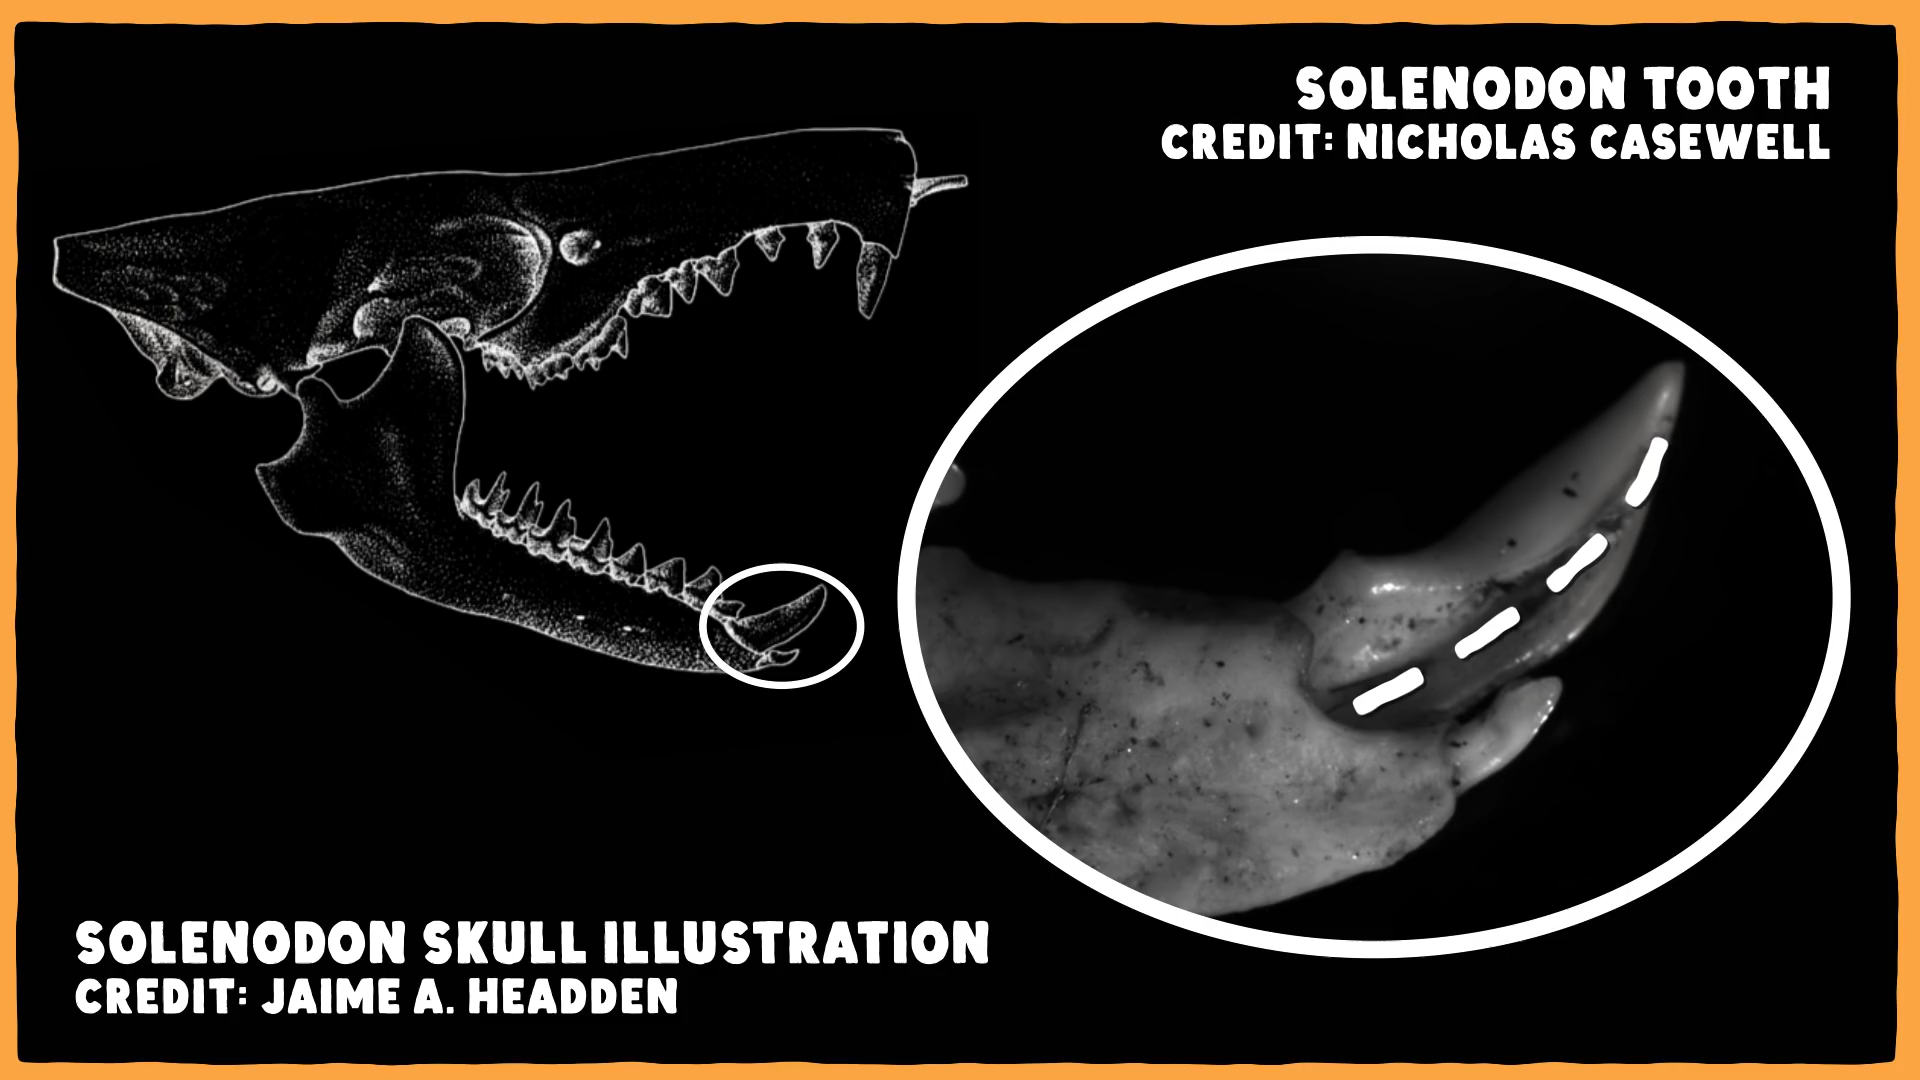 SOLENODON TOOTH
CREDIT: NICHOLAS CASEWELL
SOLENODON SKULL ILLUSTRATION
CREDIT: JAIME A. HEADDEN